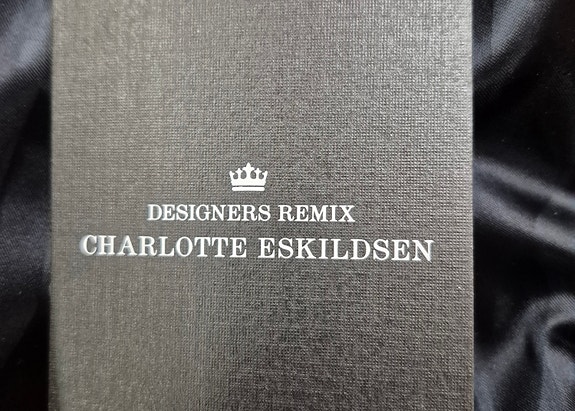 DESIGNERS REMIX
CHARLOTTE ESKILDSEN